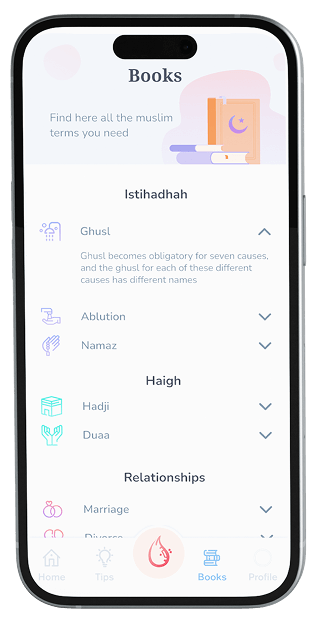 Books
Find here all the muslim
terms you need
Istihadhah
Ghusl
Ghusl becomes obligatory for seven causes,
and the ghusl for each of these different
causes has different names
Ablution
Namaz
Haigh
Hadji
Duaa
Relationships
Marriage
Divorce
Home
Tips
Books
Profile